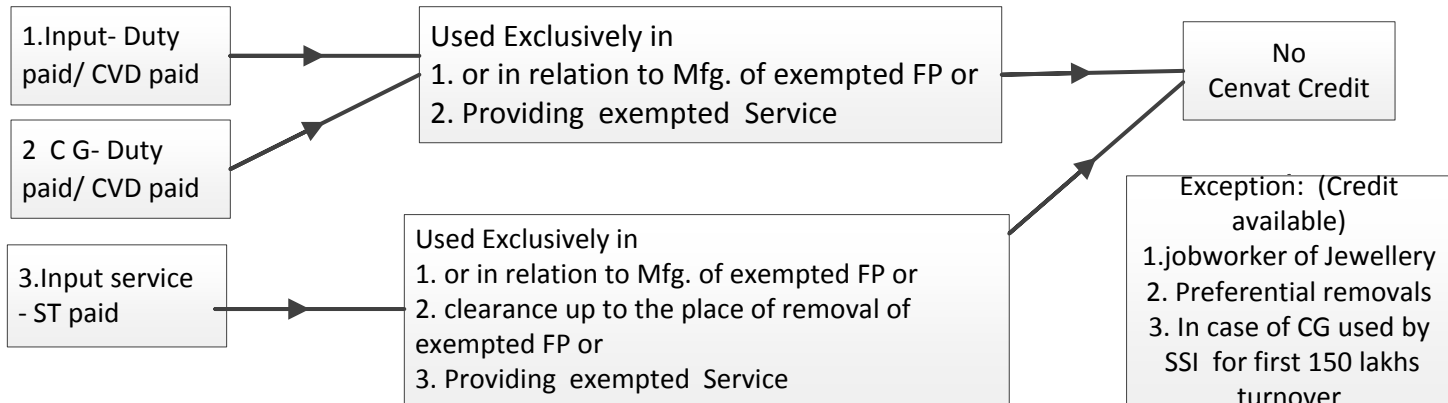 1.Input- Duty
paid/ CVD paid
Used Exclusively in
1. or in relation to Mfg. of exempted FP or
2. Providing exempted Service
No
Cenvat Credit
2 C G- Duty
paid/ CVD paid
3.Input service
- ST paid
Used Exclusively in
1. or in relation to Mfg. of exempted FP or
2. clearance up to the place of removal of
exempted FP or
3. Providing exempted Service
Exception: (Credit
available)
1.jobworker of Jewellery
2. Preferential removals
3. In case of CG used by
SSI for first 150 lakhs
turnover